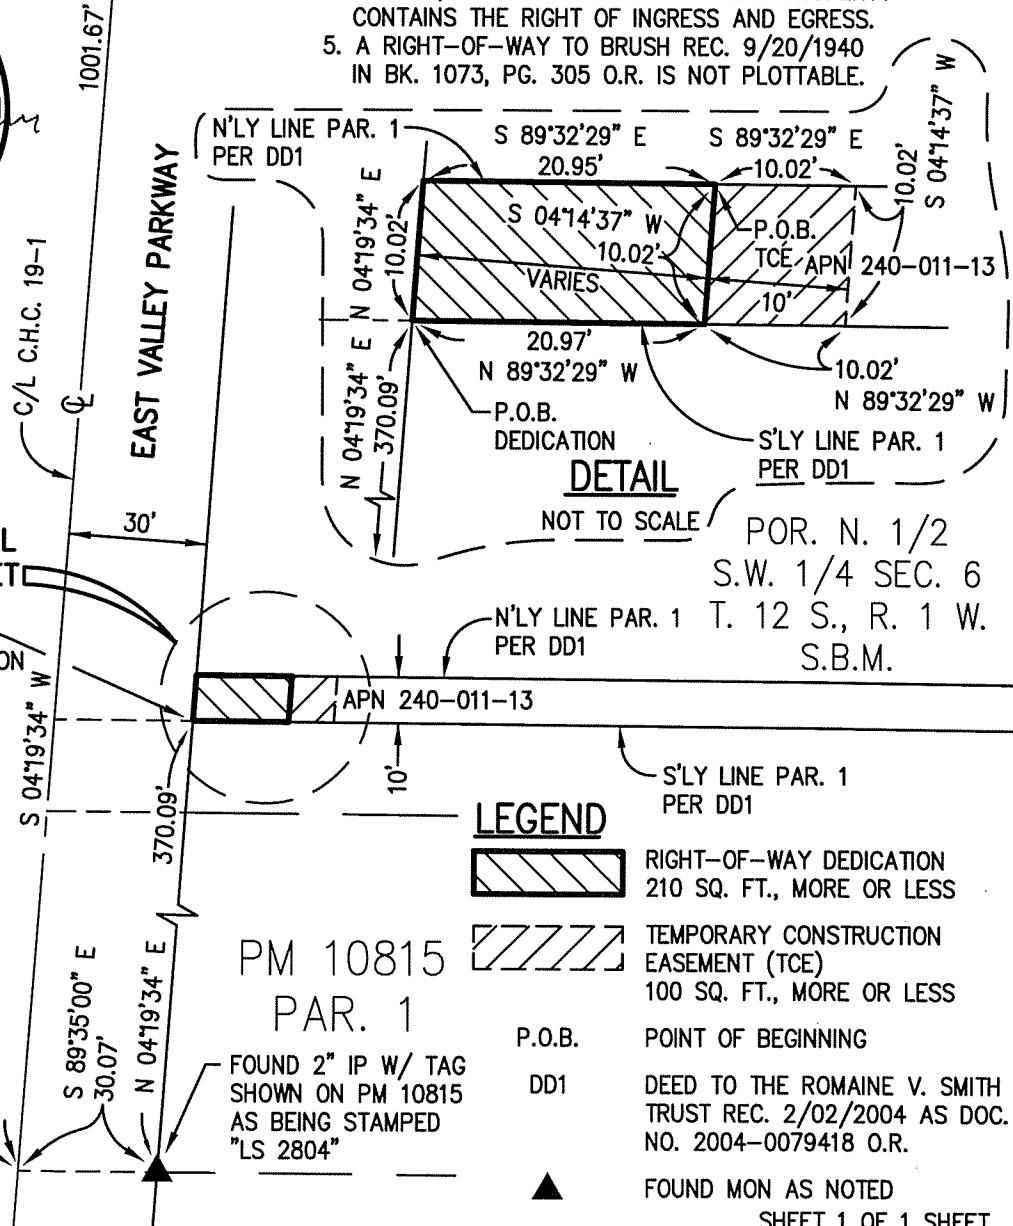 CONTAINS THE RIGHT OF INGRESS AND EGRESS.
5. A RIGHT-OF-WAY TO BRUSH REC. 9/20/1940
IN BK. 1073, PG. 305 O.R. IS NOT PLOTTABLE.
1001.67'
C/L C.H.C. 19-1
EAST VALLEY PARKWAY
30'
N'LY LINE PAR. 1
PER DD1
S 89°32'29" E
20.95'
S 89°32'29" E
10.02'
10.02'
S 04°14'37" W
N 04°19'34" E
10.02'
S 04°14'37" W
10.02'
VARIES
P.O.B.
TCE
APN 240-011-13
10'
20.97'
N 89°32'29" W
10.02'
N 89°32'29" W
N 04°19'34" E
370.09'
P.O.B.
DEDICATION
S'LY LINE PAR. 1
PER DD1
DETAIL
NOT TO SCALE
POR. N. 1/2
S.W. 1/4 SEC. 6
T. 12 S., R. 1 W.
S.B.M.
N'LY LINE PAR. 1
PER DD1
APN 240-011-13
10'
S'LY LINE PAR. 1
PER DD1
S 04°19'34" W
370.09'
N 04°19'34" E
S 89°35'00" E
30.07'
PM 10815
PAR. 1
FOUND 2" IP W/ TAG
SHOWN ON PM 10815
AS BEING STAMPED
"LS 2804"
LEGEND
RIGHT-OF-WAY DEDICATION
210 SQ. FT., MORE OR LESS
TEMPORARY CONSTRUCTION
EASEMENT (TCE)
100 SQ. FT., MORE OR LESS
P.O.B. POINT OF BEGINNING
DD1 DEED TO THE ROMAINE V. SMITH
TRUST REC. 2/02/2004 AS DOC.
NO. 2004-0079418 O.R.
FOUND MON AS NOTED
SHEET 1 OF 1 SHEET